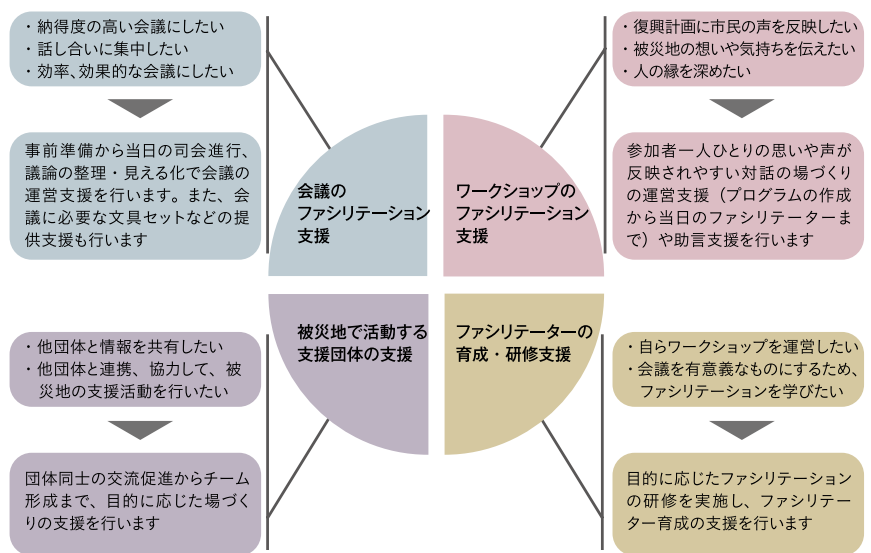 ・納得度の高い会議にしたい
・話し合いに集中したい
・効率、効果的な会議にしたい
事前準備から当日の司会進行、
議論の整理・見える化で会議の
運営支援を行います。また、会
議に必要な文具セットなどの提
供支援も行います
会議の
ファシリテーション
支援
ワークショップの
ファシリテーション
支援
・復興計画に市民の声を反映したい
・被災地の想いや気持ちを伝えたい
・人の縁を深めたい
参加者一人ひとりの思いや声が
反映されやすい対話の場づくり
の運営支援（プログラムの作成
から当日のファシリテーターま
で）や助言支援を行います
・他団体と情報を共有したい
・他団体と連携、協力して、被
災地の支援活動を行いたい
団体同士の交流促進からチーム
形成まで、目的に応じた場づく
りの支援を行います
被災地で活動する
支援団体の支援
ファシリテーターの
育成・研修支援
・自らワークショップを運営したい
・会議を有意義なものにするため、
ファシリテーションを学びたい
目的に応じたファシリテーション
の研修を実施し、ファシリテー
ター育成の支援を行います